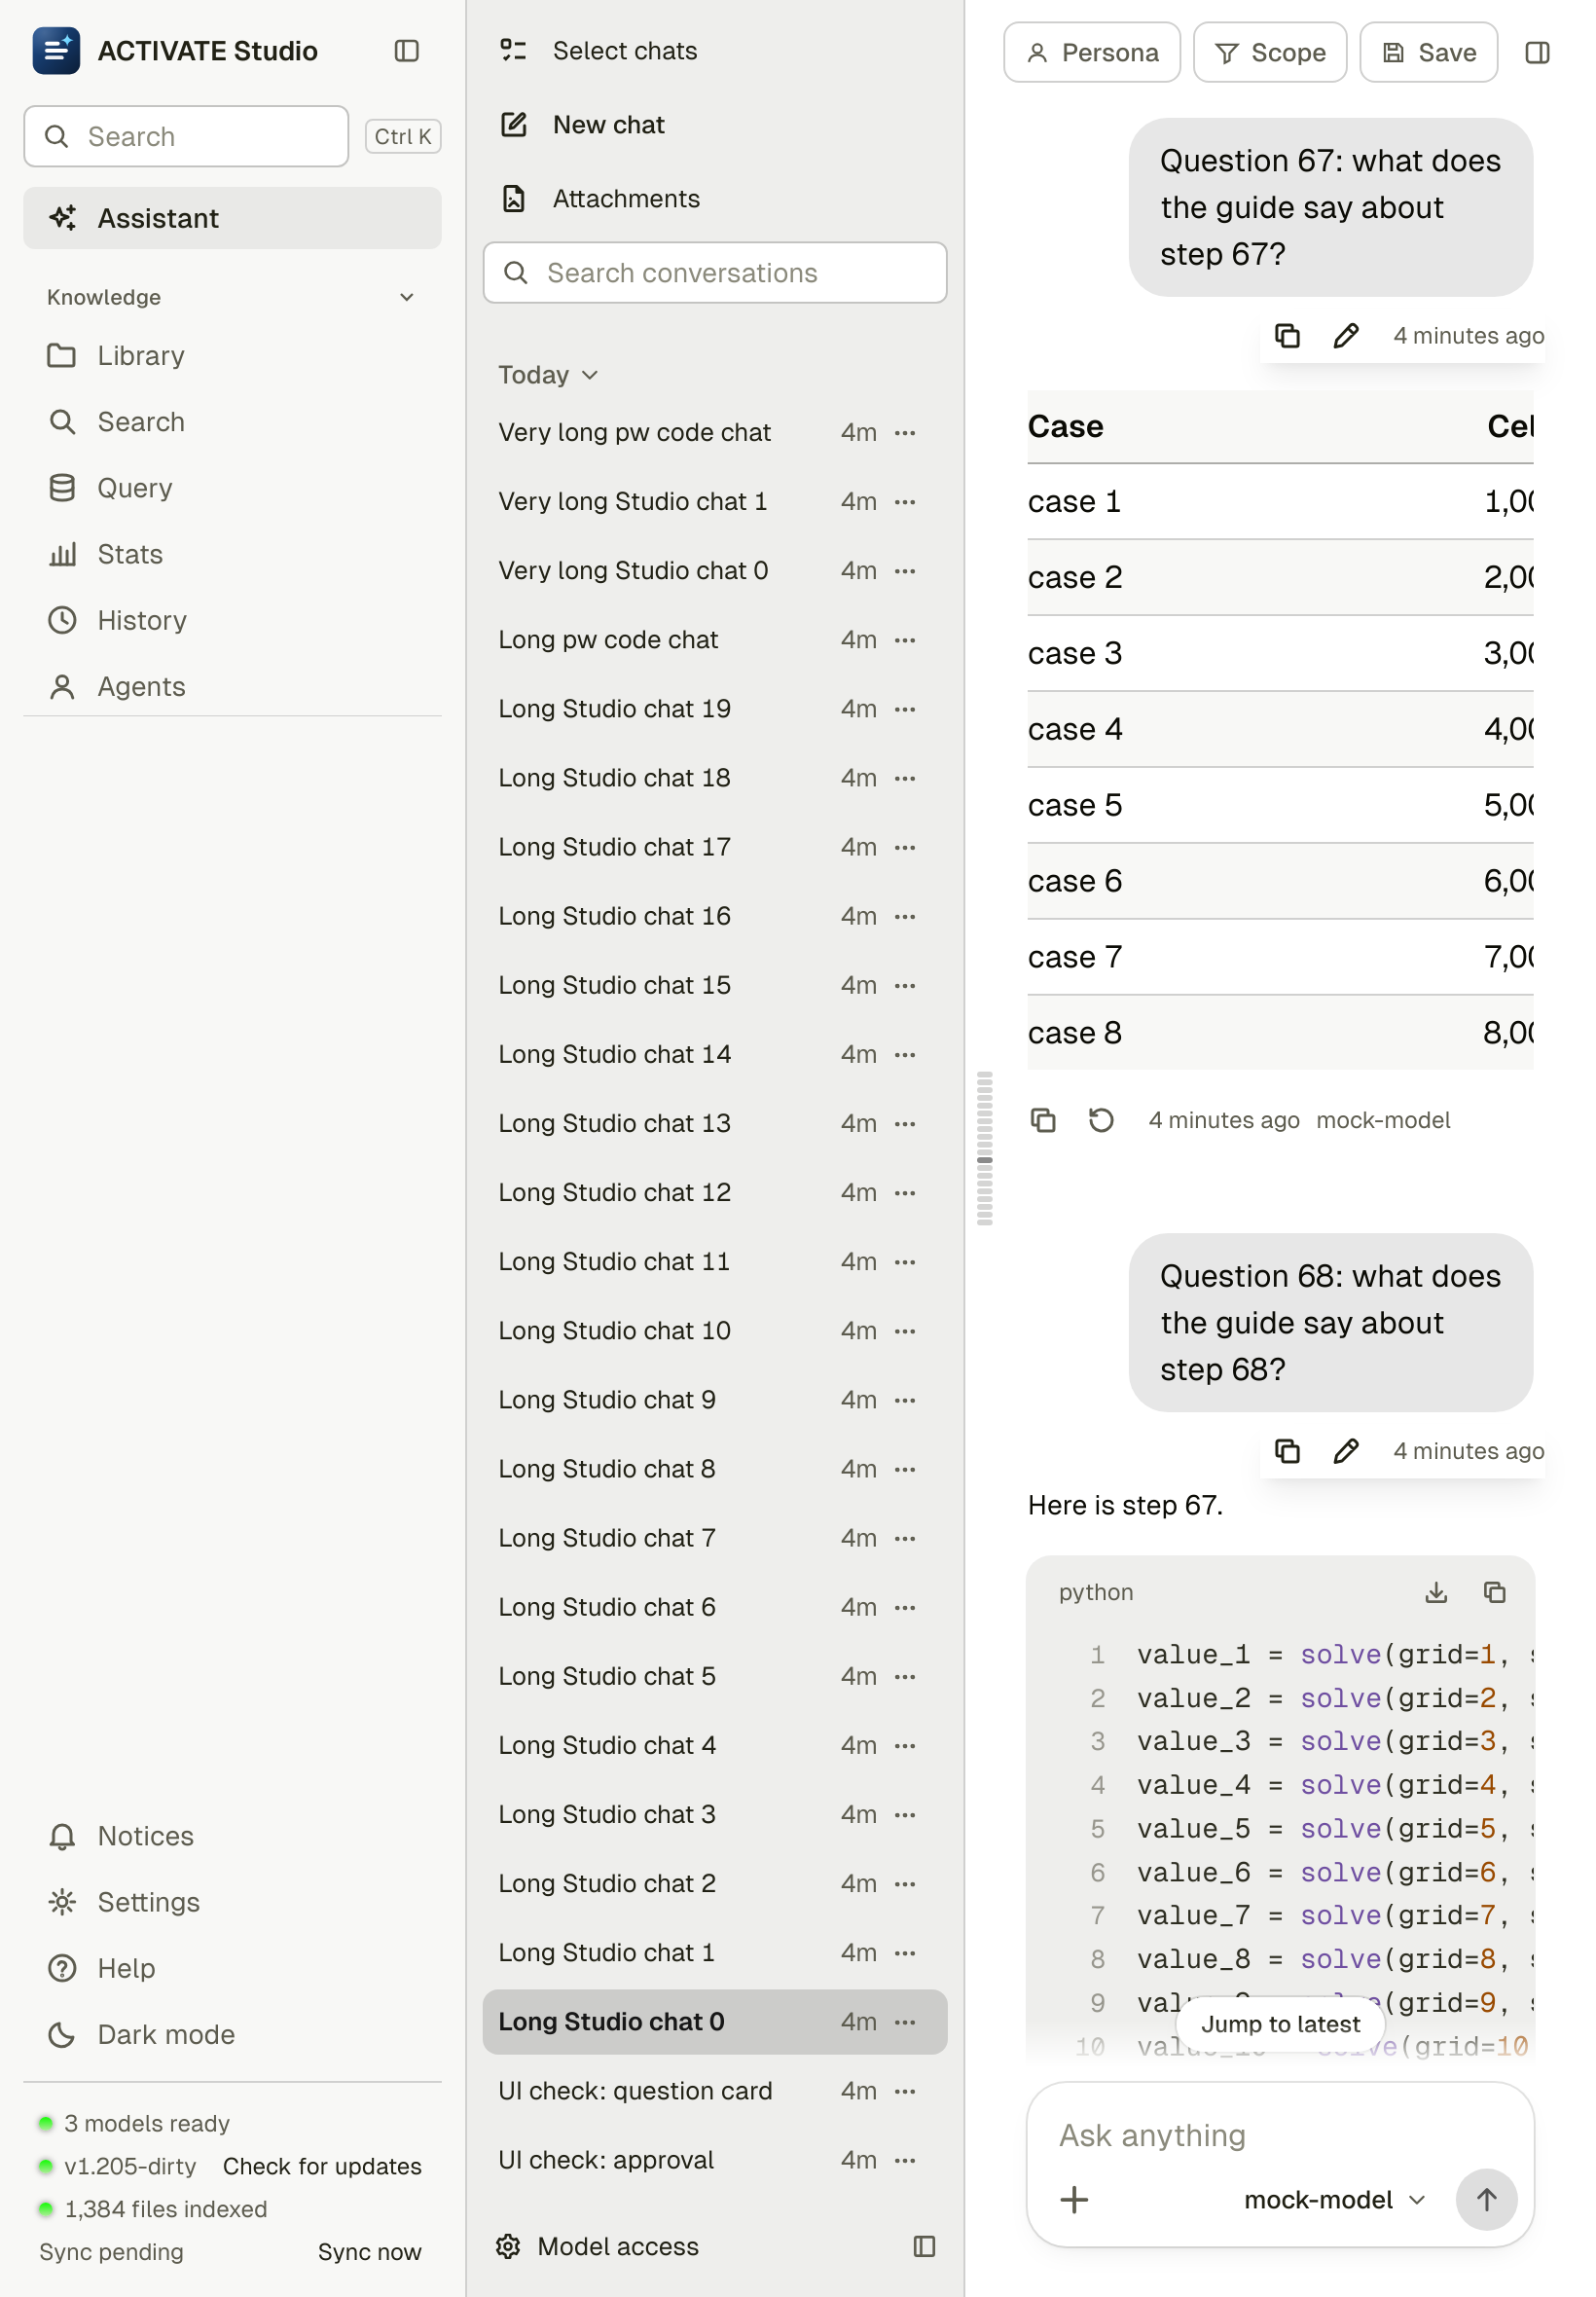 ACTIVATE Studio
Search
Ctrl K
Assistant
Knowledge
Library
Search
Query
Stats
History
Agents
Notices
Settings
Help
Dark mode
3 models ready
v1.205-dirty Check for updates
1,384 files indexed
Sync pending Sync now
Select chats
New chat
Attachments
Search conversations
Today
Very long pw code chat 4m
Very long Studio chat 1 4m
Very long Studio chat 0 4m
Long pw code chat 4m
Long Studio chat 19 4m
Long Studio chat 18 4m
Long Studio chat 17 4m
Long Studio chat 16 4m
Long Studio chat 15 4m
Long Studio chat 14 4m
Long Studio chat 13 4m
Long Studio chat 12 4m
Long Studio chat 11 4m
Long Studio chat 10 4m
Long Studio chat 9 4m
Long Studio chat 8 4m
Long Studio chat 7 4m
Long Studio chat 6 4m
Long Studio chat 5 4m
Long Studio chat 4 4m
Long Studio chat 3 4m
Long Studio chat 2 4m
Long Studio chat 1 4m
Long Studio chat 0 4m
UI check: question card 4m
UI check: approval 4m
Model access
Persona Scope Save
Question 67: what does
the guide say about
step 67?
4 minutes ago
Case
case 1
case 2
case 3
case 4
case 5
case 6
case 7
case 8
4 minutes ago mock-model
Question 68: what does
the guide say about
step 68?
4 minutes ago
Here is step 67.
python
1 value_1 = solve(grid=1,
2 value_2 = solve(grid=2,
3 value_3 = solve(grid=3,
4 value_4 = solve(grid=4,
5 value_5 = solve(grid=5,
6 value_6 = solve(grid=6,
7 value_7 = solve(grid=7,
8 value_8 = solve(grid=8,
9 (grid=9,
Jump to latest
10 (grid=10
Ask anything
mock-model